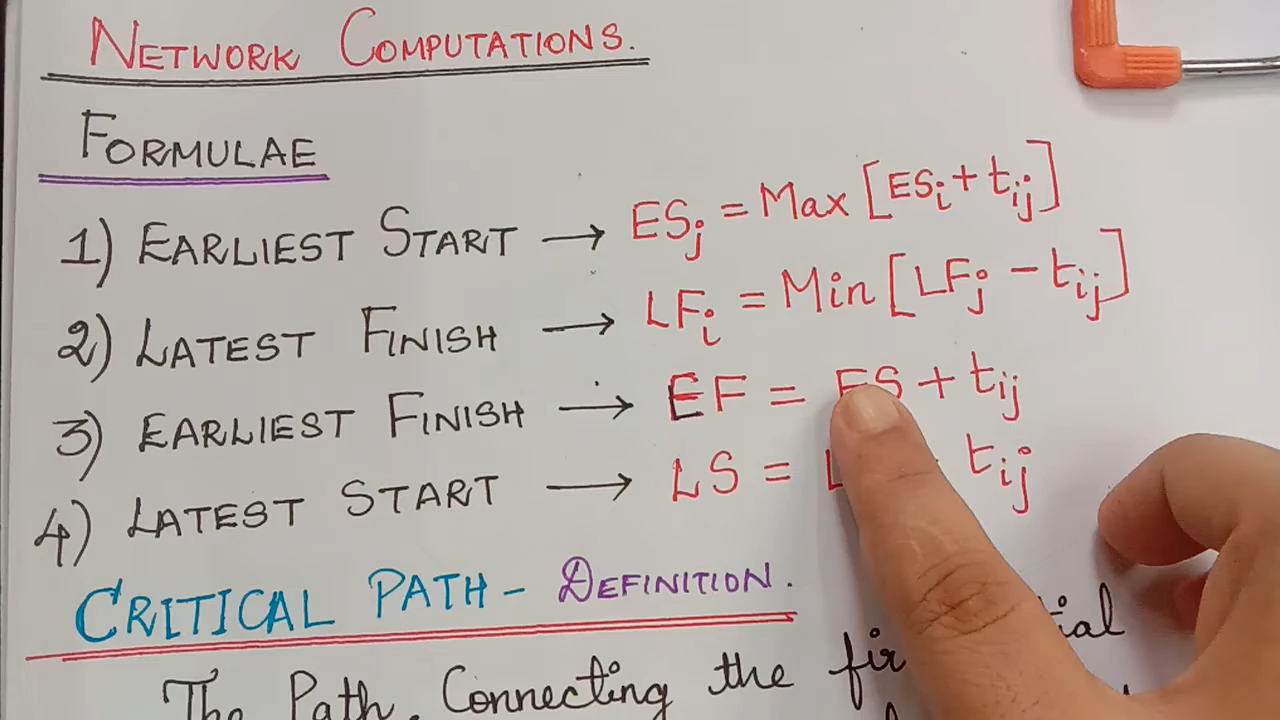 NETWORK COMPUTATIONS.
FORMULAE
1) EARLIEST START → ESj = Max [ESi + tij]
2) LATEST FINISH → LFi = Min [LFj - tij]
3) EARLIEST FINISH → EF = ES + tij
4) LATEST START → LS = L tij
CRITICAL PATH - DEFINITION.
The Path, Connecting the